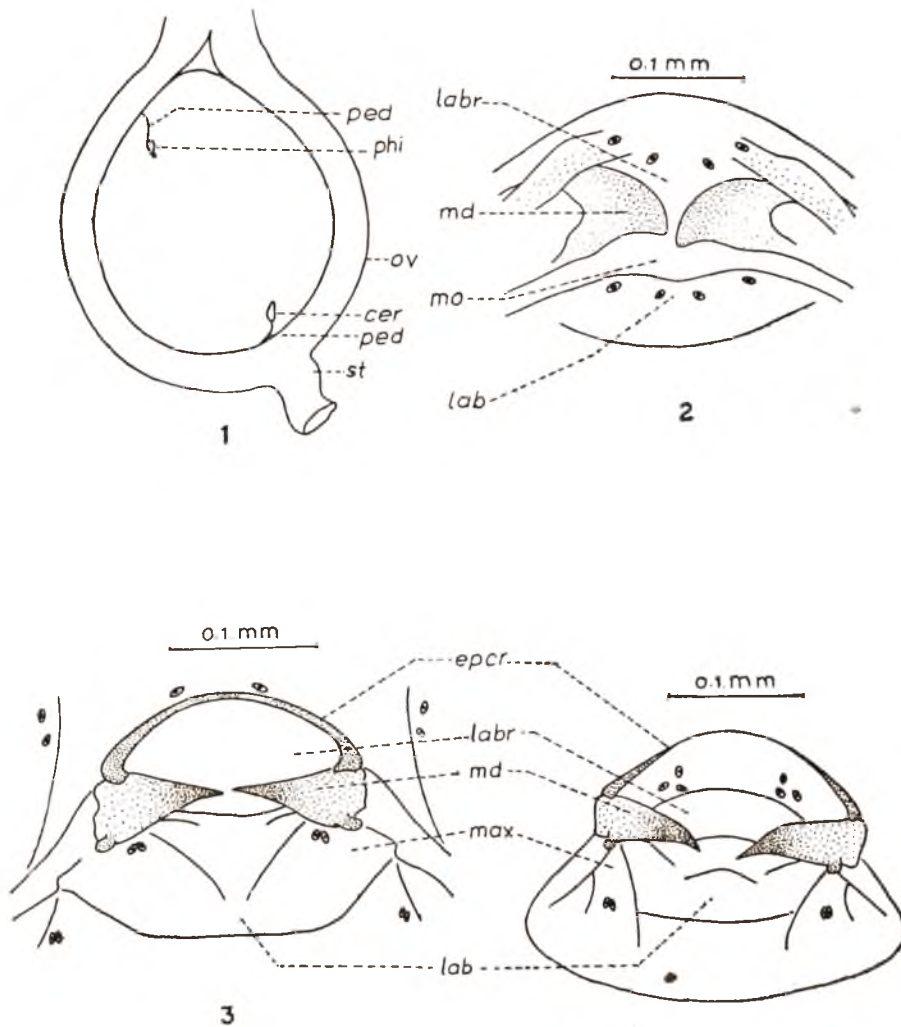 ped
phi
ov
cer
ped
st
1
0.1 mm
labr
md
mo
lab
2
0.1 mm
epcr
0.1 mm
labr
md
max
lab
3